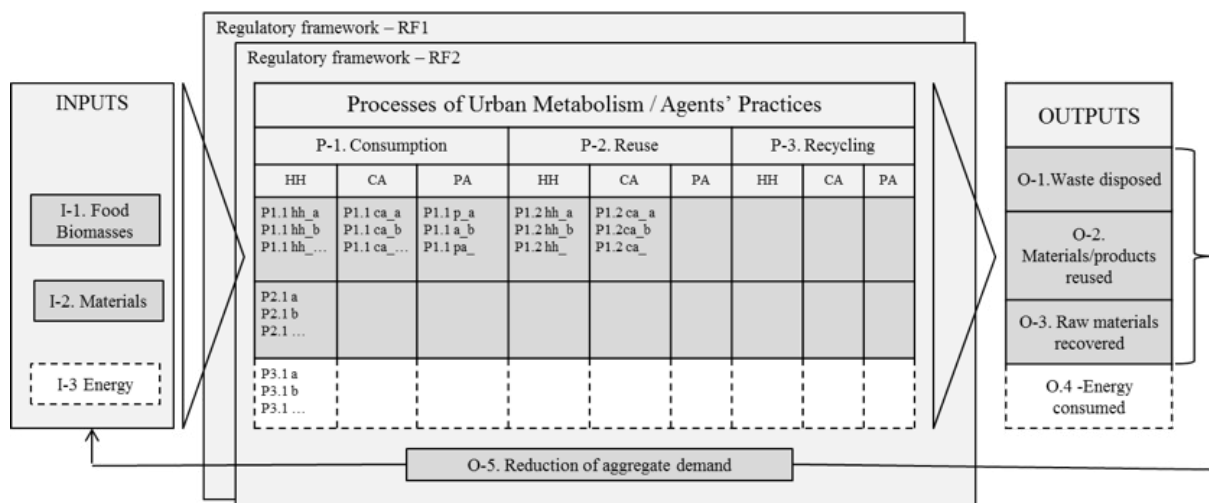 Regulatory framework – RF1
Regulatory framework – RF2
INPUTS
I-1. Food
Biomasses
I-2. Materials
I-3 Energy
Processes of Urban Metabolism / Agents’ Practices
P-1. Consumption
P-2. Reuse
P-3. Recycling
HH
CA
PA
HH
CA
PA
HH
CA
PA
P1.1 hh_a
P1.1 hh_b
P1.1 hh_…
P1.1 ca_a
P1.1 ca_b
P1.1 ca_…
P1.1 p_a
P1.1 a_b
P1.1 pa_
P1.2 hh_a
P1.2 hh_b
P1.2 hh_
P1.2 ca_a
P1.2ca_b
P1.2 ca_
P2.1 a
P2.1 b
P2.1 …
P3.1 a
P3.1 b
P3.1 …
OUTPUTS
O-1.Waste disposed
O-2.
Materials/products
reused
O-3. Raw materials
recovered
O.4 -Energy
consumed
O-5. Reduction of aggregate demand